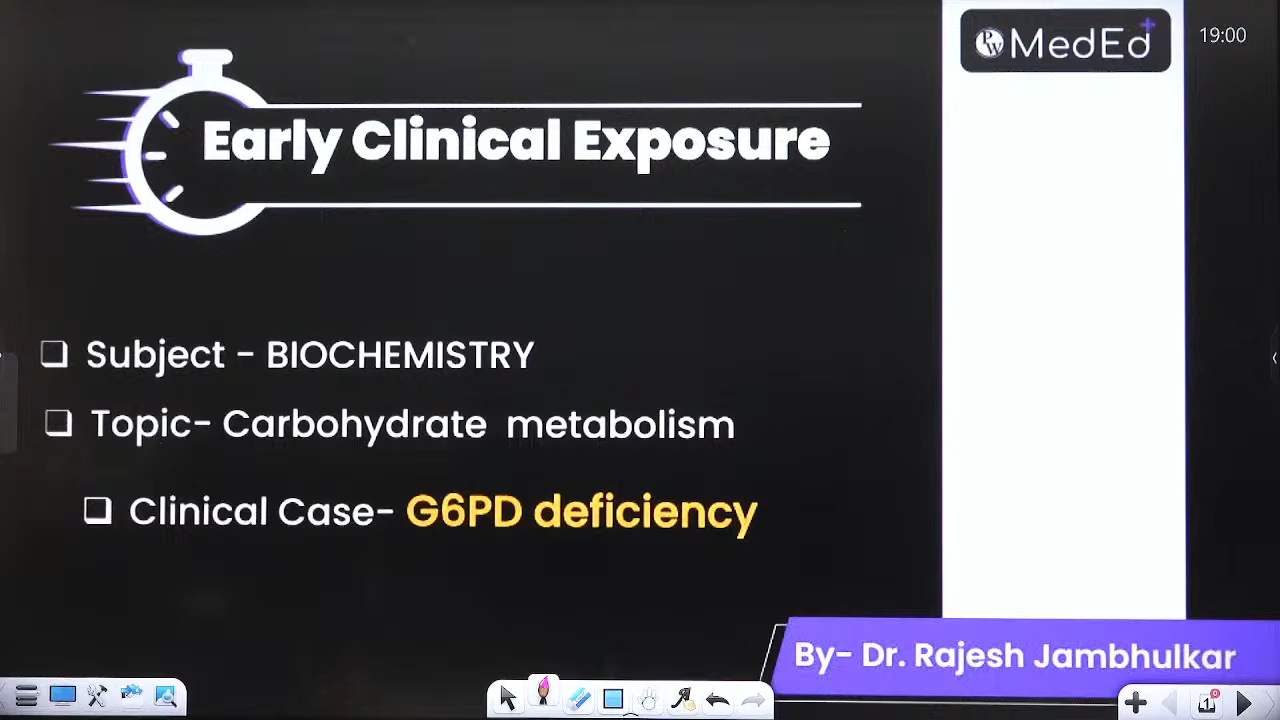 PW MedEd+
19:00
Early Clinical Exposure
Subject - BIOCHEMISTRY
Topic- Carbohydrate metabolism
Clinical Case- G6PD deficiency
By- Dr. Rajesh Jambhulkar